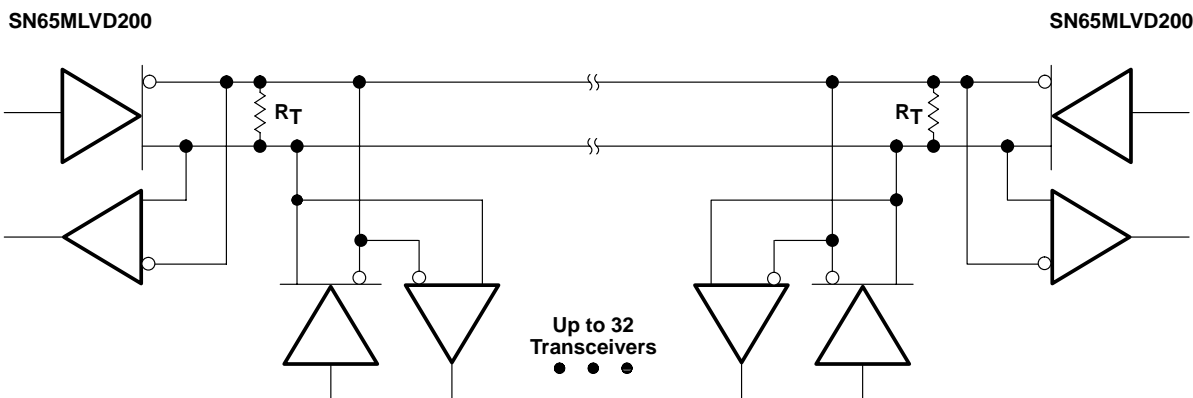 SN65MLVD200
SN65MLVD200
RT
RT
Up to 32
Transceivers